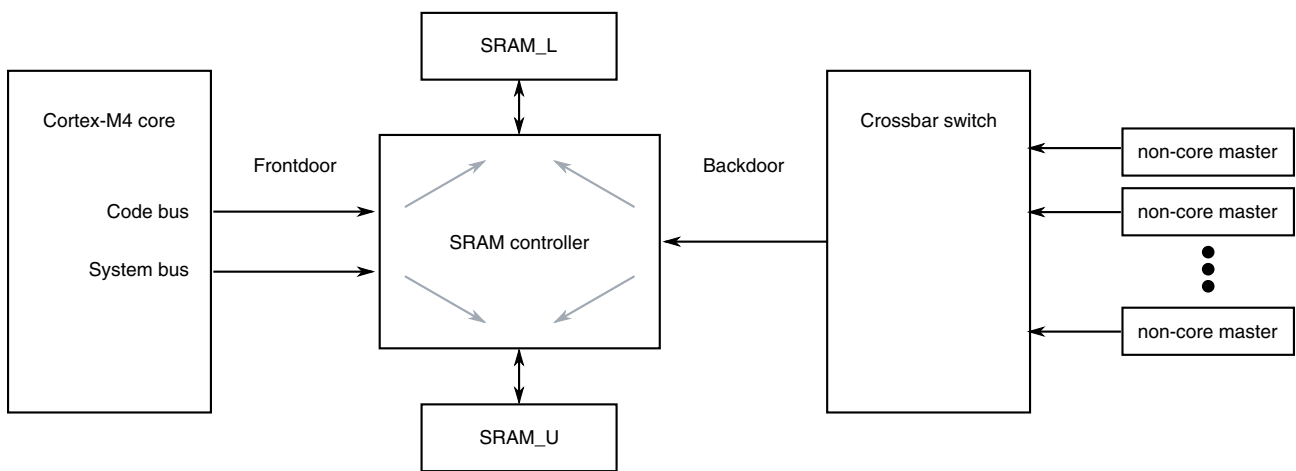 SRAM_L
Cortex-M4 core
Crossbar switch
non-core master
Frontdoor
Backdoor
Code bus
non-core master
SRAM controller
System bus
non-core master
SRAM_U